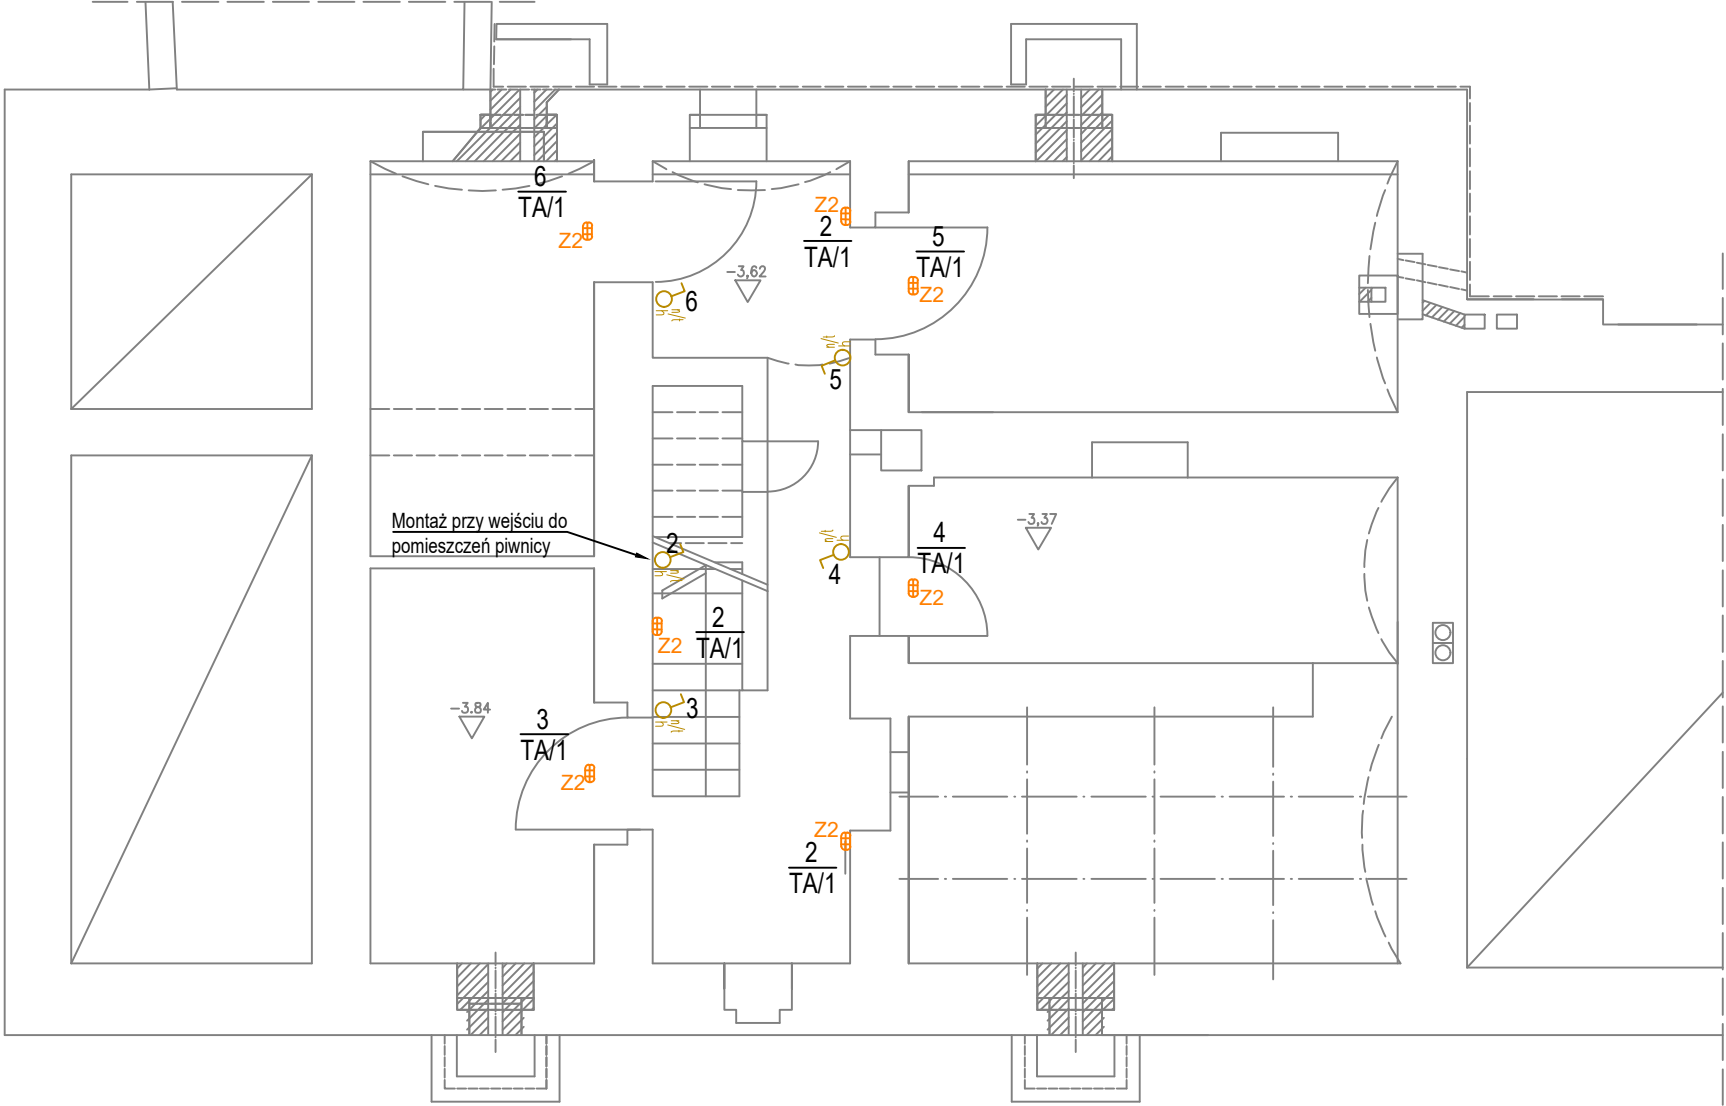 6
TA/1
Z2
Z2
2
TA/1
5
TA/1
Z2
-3,62
6
n/t
h
n/t
h
5
Montaż przy wejściu do
pomieszczeń piwnicy
2
n/t
h
n/t
h
4
4
TA/1
Z2
-3,37
2
TA/1
Z2
3
n/t
h
-3.84
3
TA/1
Z2
Z2
2
TA/1